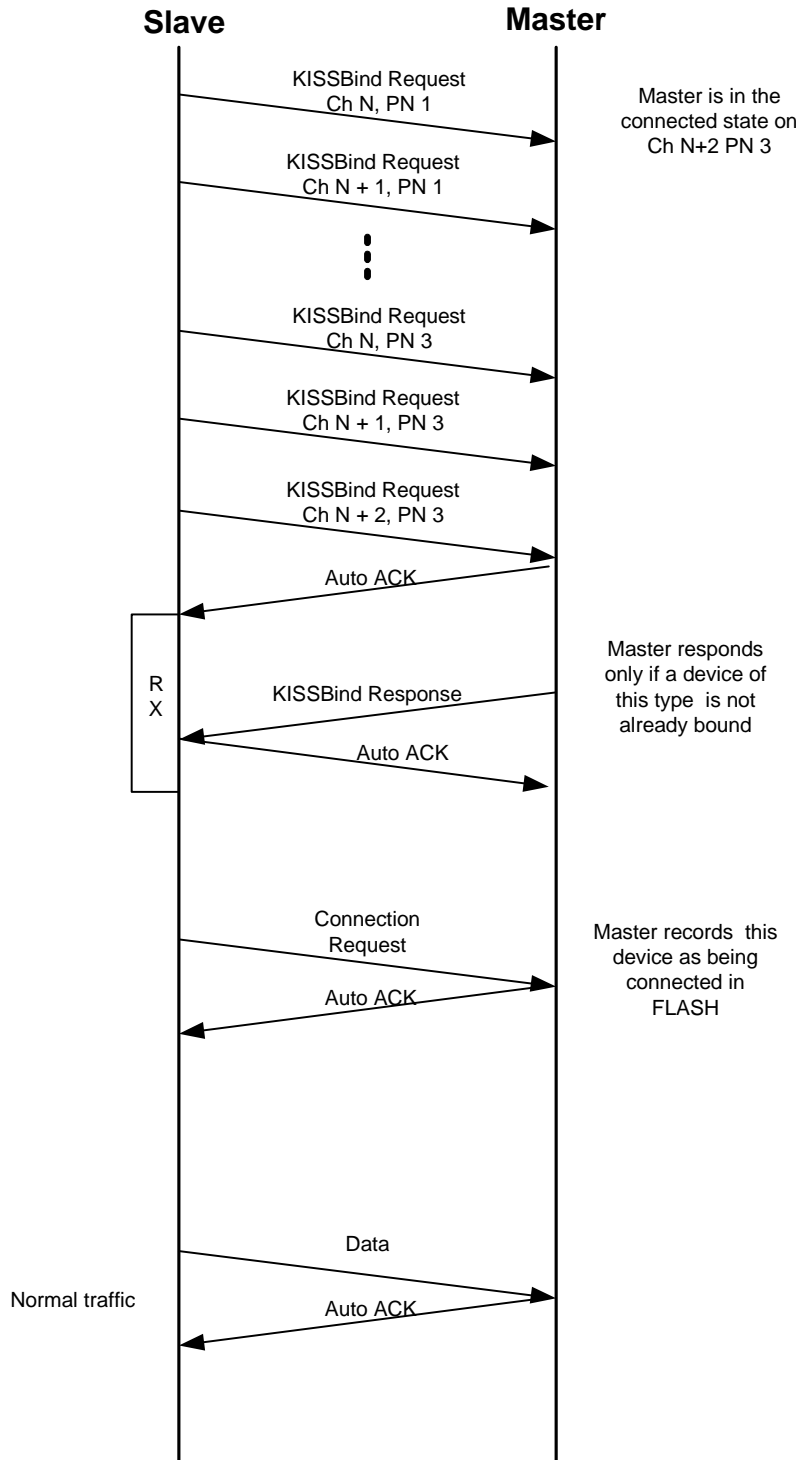 Slave
Master
KISSBind Request
Ch N, PN 1
Master is in the
connected state on
Ch N+2 PN 3
KISSBind Request
Ch N + 1, PN 1
KISSBind Request
Ch N, PN 3
KISSBind Request
Ch N + 1, PN 3
KISSBind Request
Ch N + 2, PN 3
Auto ACK
R
X
KISSBind Response
Master responds
only if a device of
this type is not
already bound
Auto ACK
Connection
Request
Master records this
device as being
connected in
FLASH
Auto ACK
Data
Normal traffic
Auto ACK